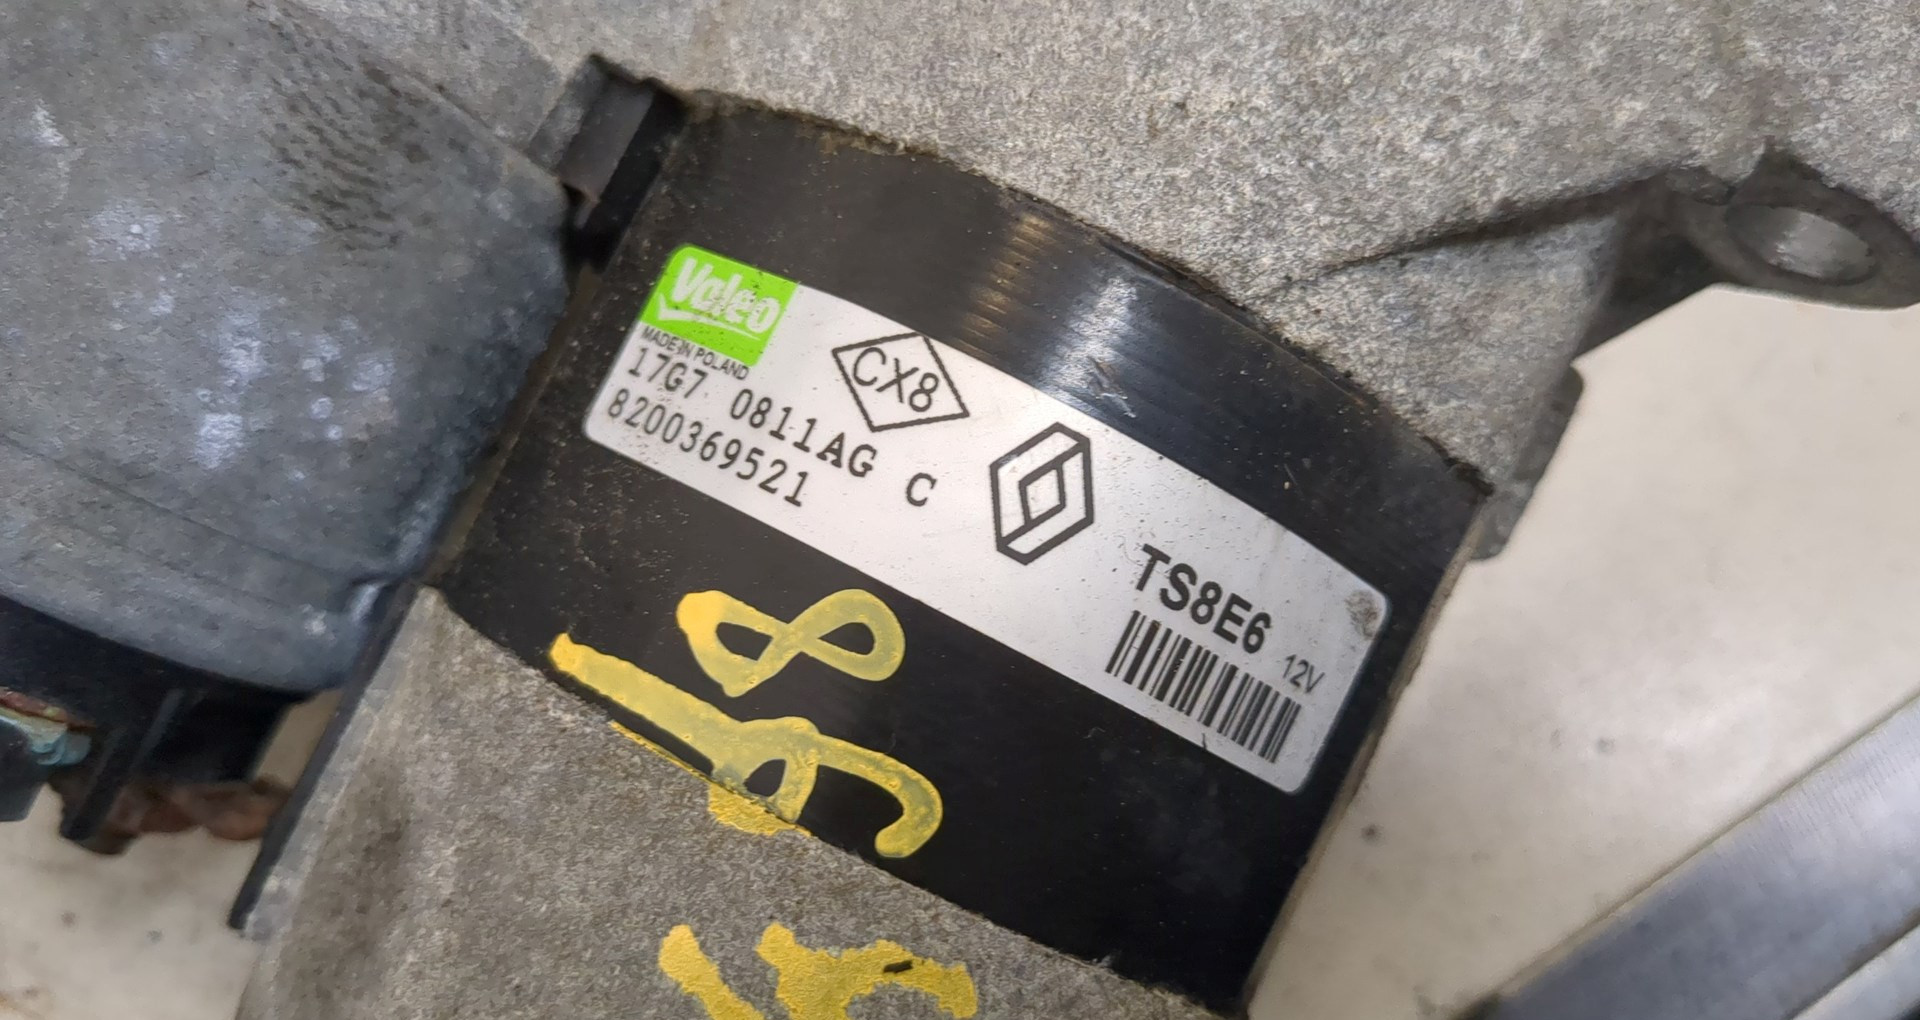 Valeo
MADE IN POLAND
17G7 0811AG C
8200369521
CX8
TS8E6
12V